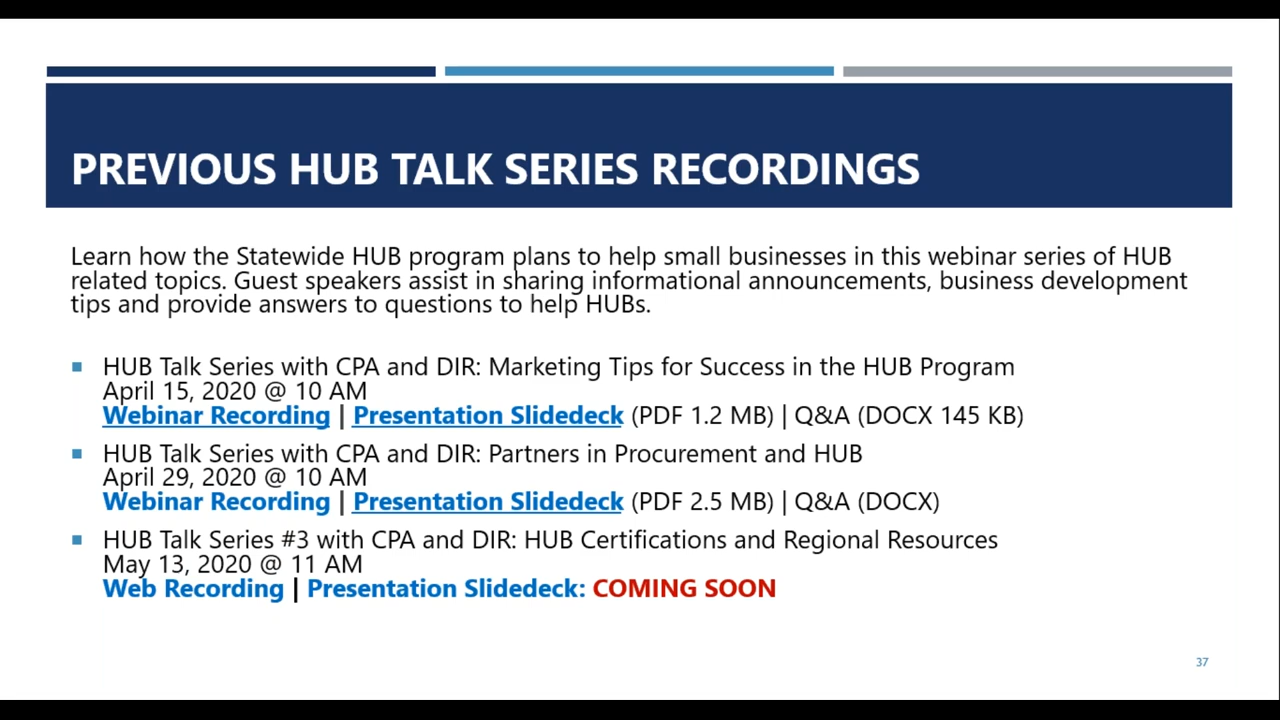 PREVIOUS HUB TALK SERIES RECORDINGS
Learn how the Statewide HUB program plans to help small businesses in this webinar series of HUB
related topics. Guest speakers assist in sharing informational announcements, business development
tips and provide answers to questions to help HUBs.
HUB Talk Series with CPA and DIR: Marketing Tips for Success in the HUB Program
April 15, 2020 @ 10 AM
Webinar Recording | Presentation Slidedeck (PDF 1.2 MB) | Q&A (DOCX 145 KB)
HUB Talk Series with CPA and DIR: Partners in Procurement and HUB
April 29, 2020 @ 10 AM
Webinar Recording | Presentation Slidedeck (PDF 2.5 MB) | Q&A (DOCX)
HUB Talk Series #3 with CPA and DIR: HUB Certifications and Regional Resources
May 13, 2020 @ 11 AM
Web Recording | Presentation Slidedeck: COMING SOON
37